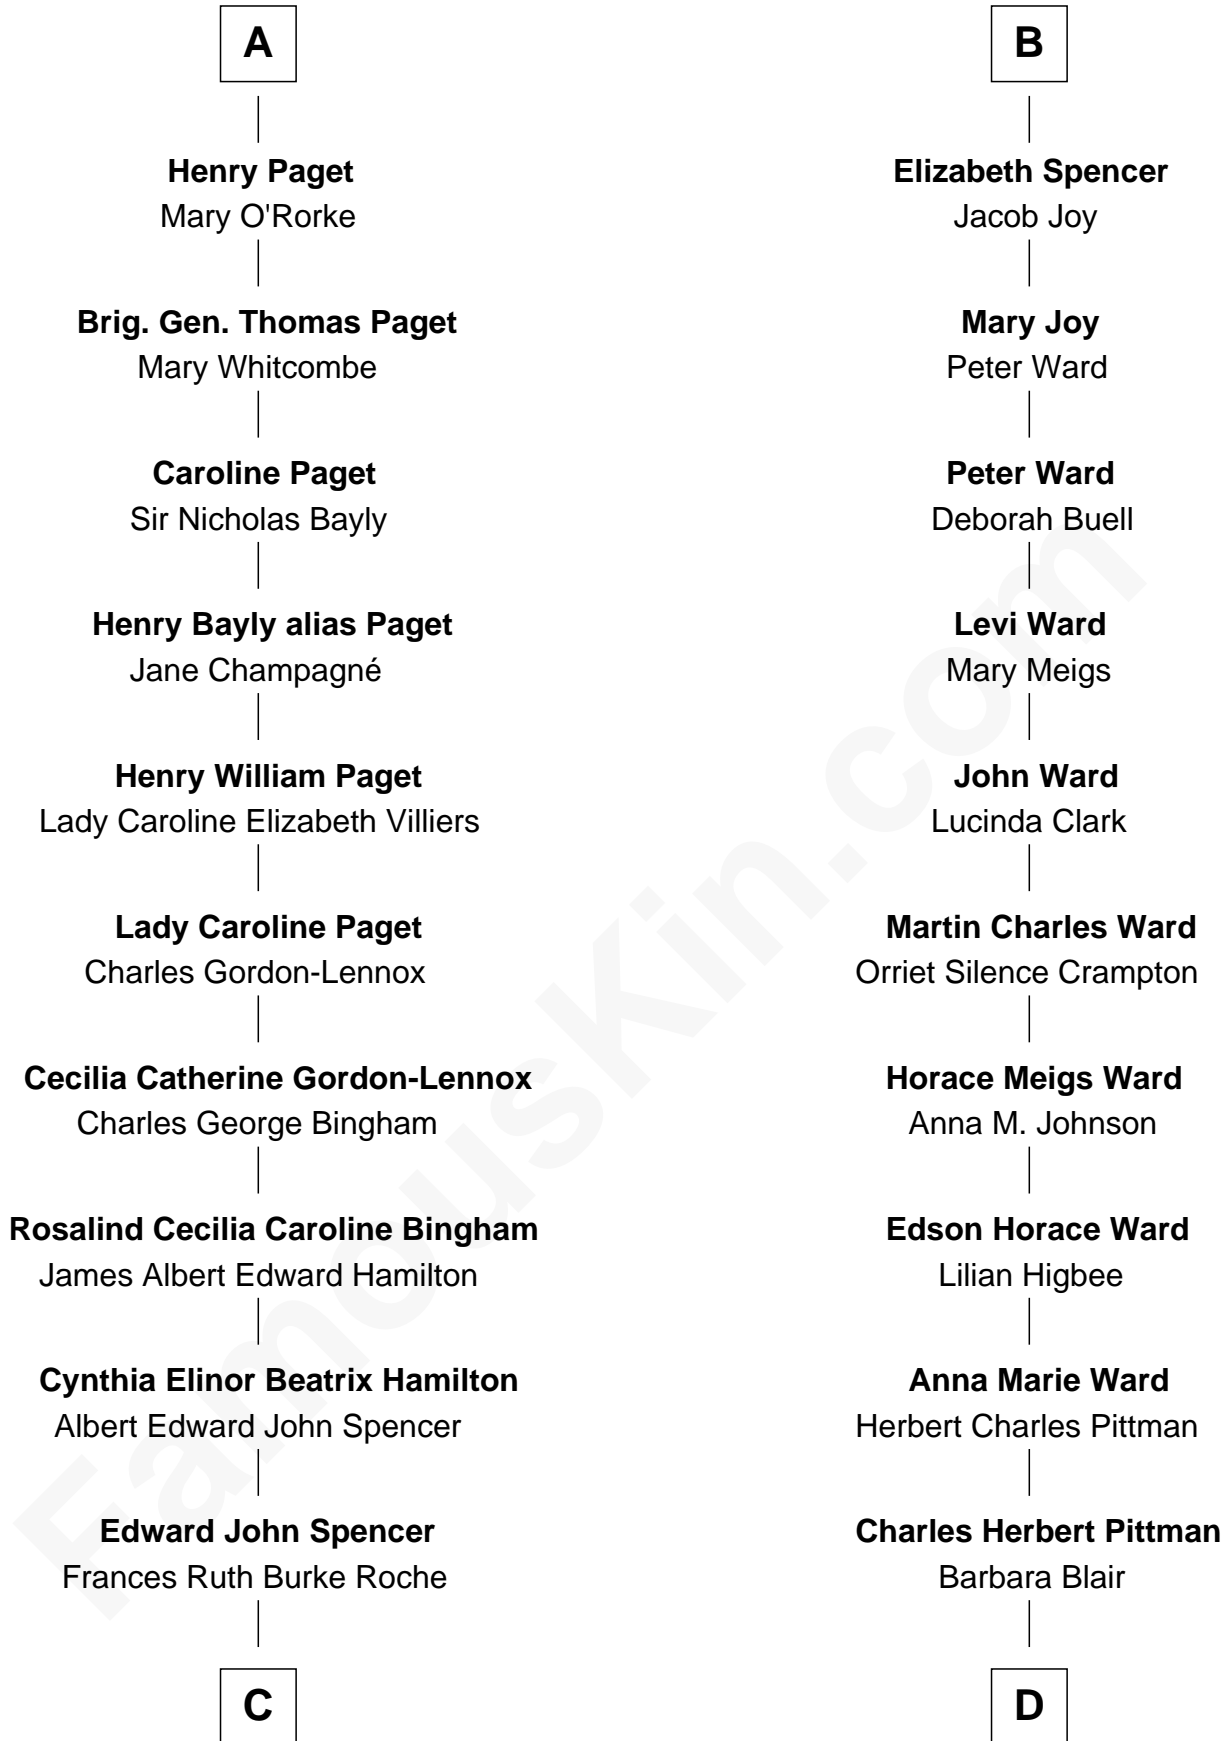 A
Henry Paget
Mary O'Rorke
Brig. Gen. Thomas Paget
Mary Whitcombe
Caroline Paget
Sir Nicholas Bayly
Henry Bayly alias Paget
Jane Champagné
Henry William Paget
Lady Caroline Elizabeth Villiers
Lady Caroline Paget
Charles Gordon-Lennox
Cecilia Catherine Gordon-Lennox
Charles George Bingham
Rosalind Cecilia Caroline Bingham
James Albert Edward Hamilton
Cynthia Elinor Beatrix Hamilton
Albert Edward John Spencer
Edward John Spencer
Frances Ruth Burke Roche
C
B
Elizabeth Spencer
Jacob Joy
Mary Joy
Peter Ward
Peter Ward
Deborah Buell
Levi Ward
Mary Meigs
John Ward
Lucinda Clark
Martin Charles Ward
Orriet Silence Crampton
Horace Meigs Ward
Anna M. Johnson
Edson Horace Ward
Lilian Higbee
Anna Marie Ward
Herbert Charles Pittman
Charles Herbert Pittman
Barbara Blair
D
FamousKin.com